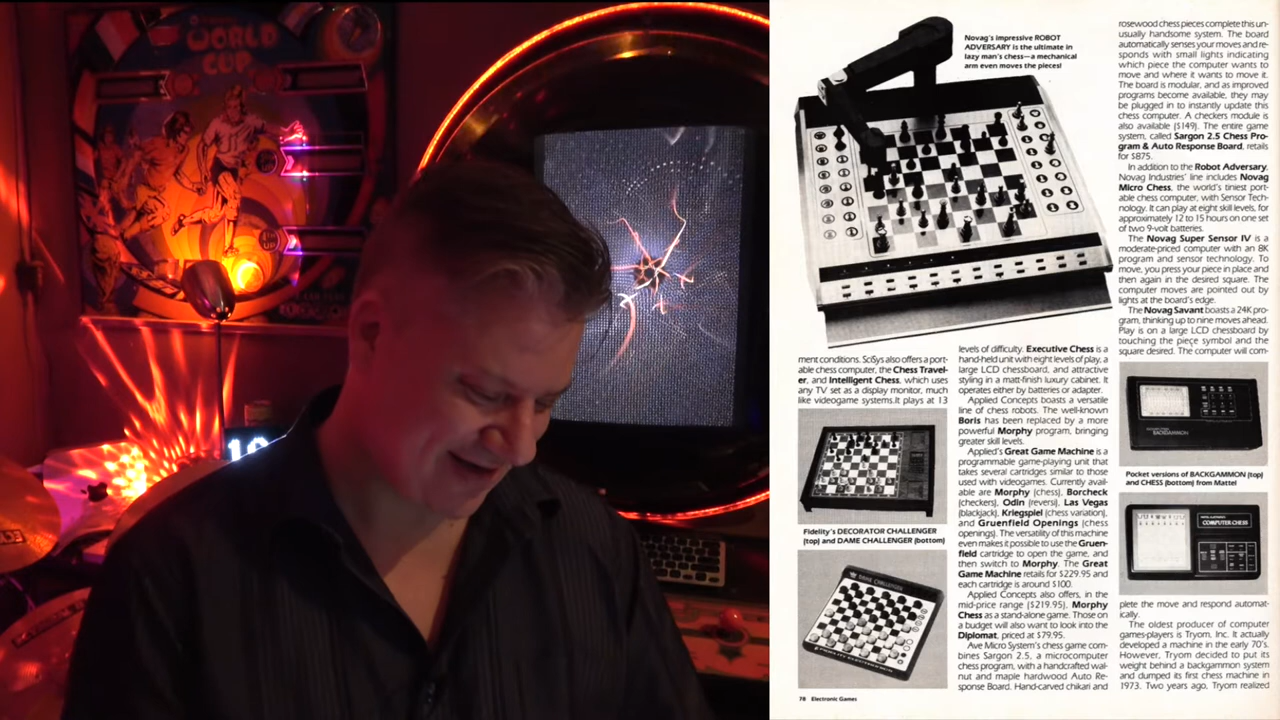 WORLD
CUP
Novag's impressive ROBOT
ADVERSARY is the ultimate in
lazy man's chess—a mechanical
arm even moves the pieces!
ment conditions. SciSys also offers a port-
able chess computer, the Chess Travel-
er, and Intelligent Chess, which uses
any TV set as a display monitor, much
like videogame systems.It plays at 13
Fidelity's DECORATOR CHALLENGER
(top) and DAME CHALLENGER (bottom)
DAME CHALLENGER
FIDELITY ELECTRONICS
78 Electronic Games
levels of difficulty. Executive Chess is a
hand-held unit with eight levels of play, a
large LCD chessboard, and attractive
styling in a matt-finish luxury cabinet. It
operates either by batteries or adapter.
Applied Concepts boasts a versatile
line of chess robots. The well-known
Boris has been replaced by a more
powerful Morphy program, bringing
greater skill levels.
Applied's Great Game Machine is a
programmable game-playing unit that
takes several cartridges similar to those
used with videogames. Currently avail-
able are Morphy (chess), Borcheck
(checkers), Odin (reversi), Las Vegas
(blackjack), Kriegspiel (chess variation),
and Gruenfield Openings (chess
openings). The versatility of this machine
even makes it possible to use the Gruen-
field cartridge to open the game, and
then switch to Morphy. The Great
Game Machine retails for $229.95 and
each cartridge is around $100.
Applied Concepts also offers, in the
mid-price range ($219.95), Morphy
Chess as a stand-alone game. Those on
a budget will also want to look into the
Diplomat, priced at $79.95.
Ave Micro System's chess game com-
bines Sargon 2.5, a microcomputer
chess program, with a handcrafted wal-
nut and maple hardwood Auto Re-
sponse Board. Hand-carved chikari and
rosewood chess pieces complete this un-
usually handsome system. The board
automatically senses your moves and re-
sponds with small lights indicating
which piece the computer wants to
move and where it wants to move it.
The board is modular, and as improved
programs become available, they may
be plugged in to instantly update this
chess computer. A checkers module is
also available ($149). The entire game
system, called Sargon 2.5 Chess Pro-
gram & Auto Response Board, retails
for $875.
In addition to the Robot Adversary,
Novag Industries' line includes Novag
Micro Chess, the world's tiniest port-
able chess computer, with Sensor Tech-
nology. It can play at eight skill levels, for
approximately 12 to 15 hours on one set
of two 9-volt batteries.
The Novag Super Sensor IV is a
moderate-priced computer with an 8K
program and sensor technology. To
move, you press your piece in place and
then again in the desired square. The
computer moves are pointed out by
lights at the board's edge.
The Novag Savant boasts a 24K pro-
gram, thinking up to nine moves ahead.
Play is on a large LCD chessboard by
touching the piece symbol and the
square desired. The computer will com-
BACKGAMMON
Pocket versions of BACKGAMMON (top)
and CHESS (bottom) from Mattel
COMPUTER CHESS
plete the move and respond automat-
ically.
The oldest producer of computer
games-players is Tryom, Inc. It actually
developed a machine in the early 70's.
However, Tryom decided to put its
weight behind a backgammon system
and dumped its first chess machine in
1973. Two years ago, Tryom realized